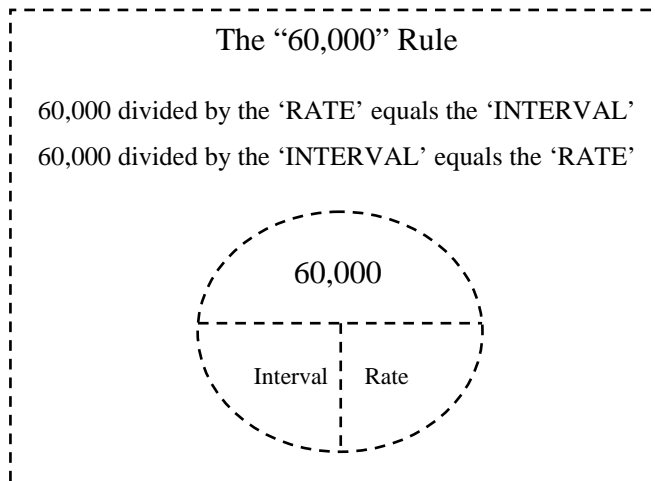 The “60,000” Rule
60,000 divided by the ‘RATE’ equals the ‘INTERVAL’
60,000 divided by the ‘INTERVAL’ equals the ‘RATE’
60,000
Interval Rate